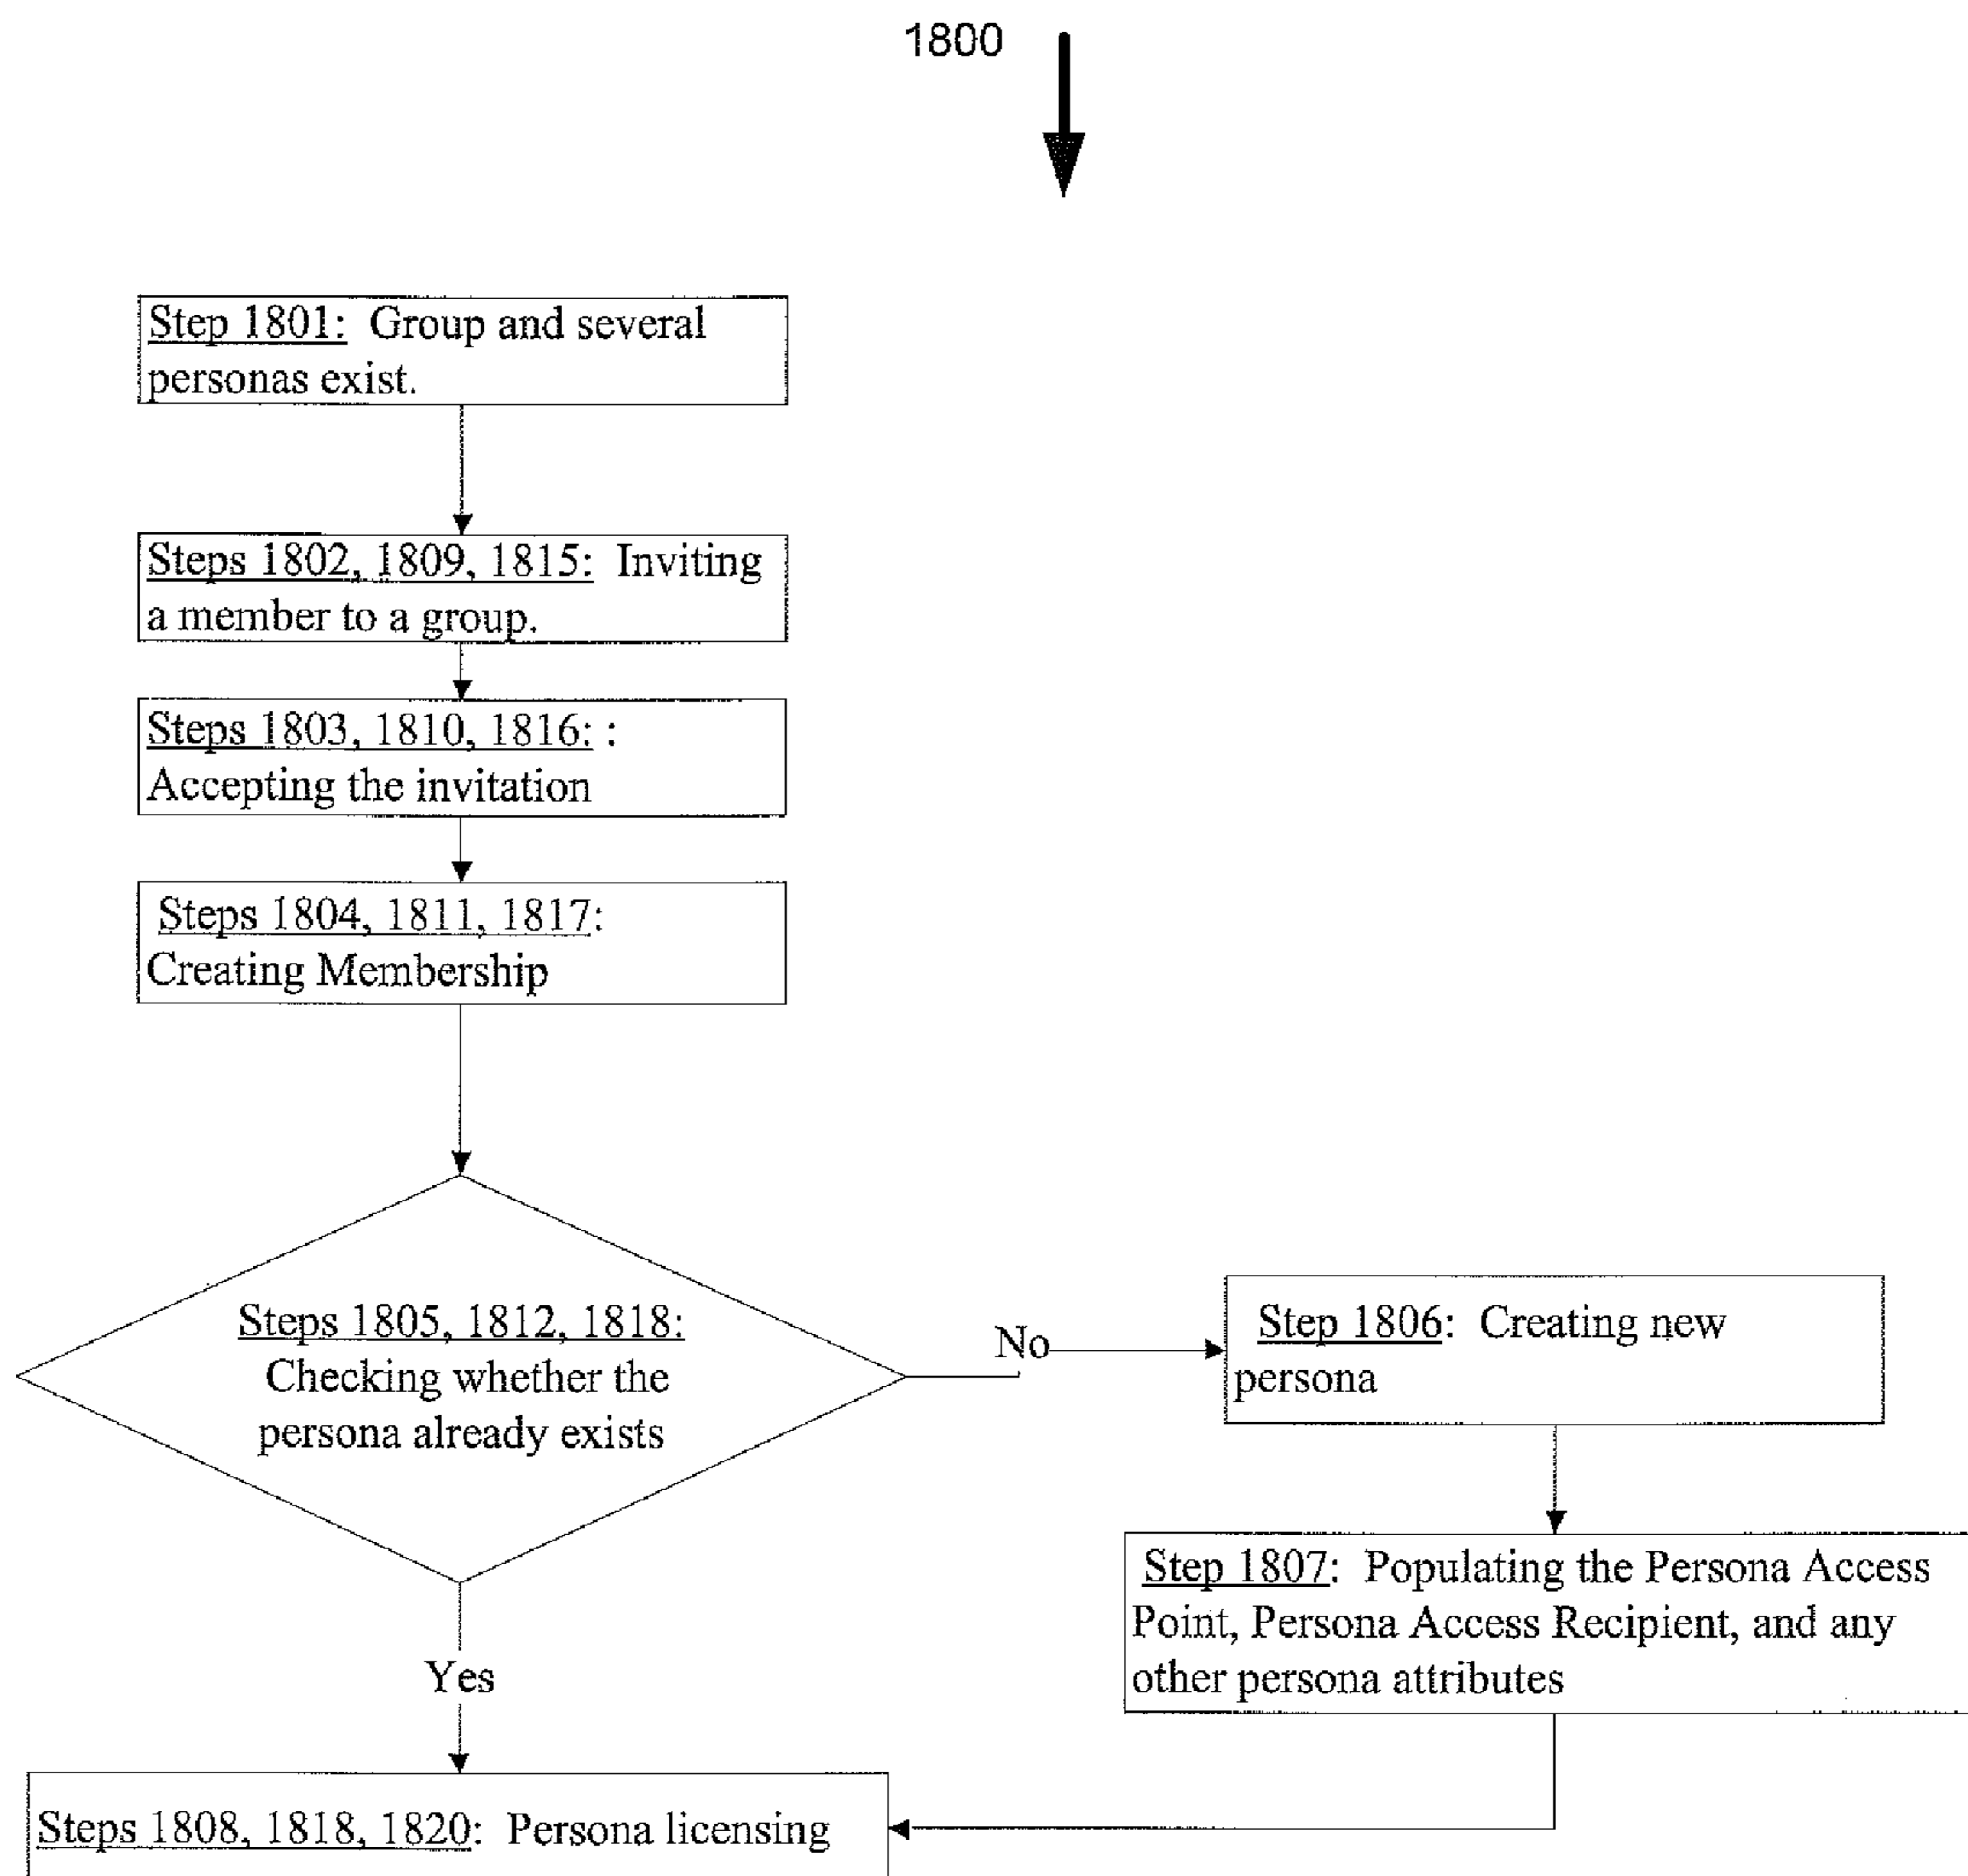 1800
Step 1801: Group and several
personas exist.
Steps 1802, 1809, 1815: Inviting
a member to a group.
Steps 1803, 1810, 1816: :
Accepting the invitation
Steps 1804, 1811, 1817:
Creating Membership
Steps 1805, 1812, 1818:
Checking whether the
persona already exists
No
Step 1806: Creating new
persona
Step 1807: Populating the Persona Access
Point, Persona Access Recipient, and any
other persona attributes
Yes
Steps 1808, 1818, 1820: Persona licensing